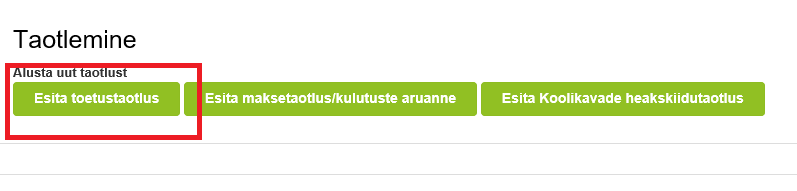 Taotlemine
Alusta uut taotlust
Esita toetustaotlus Esita maksetaotlus/kulutuste aruanne Esita Koolikavade heakskiidutaotlus